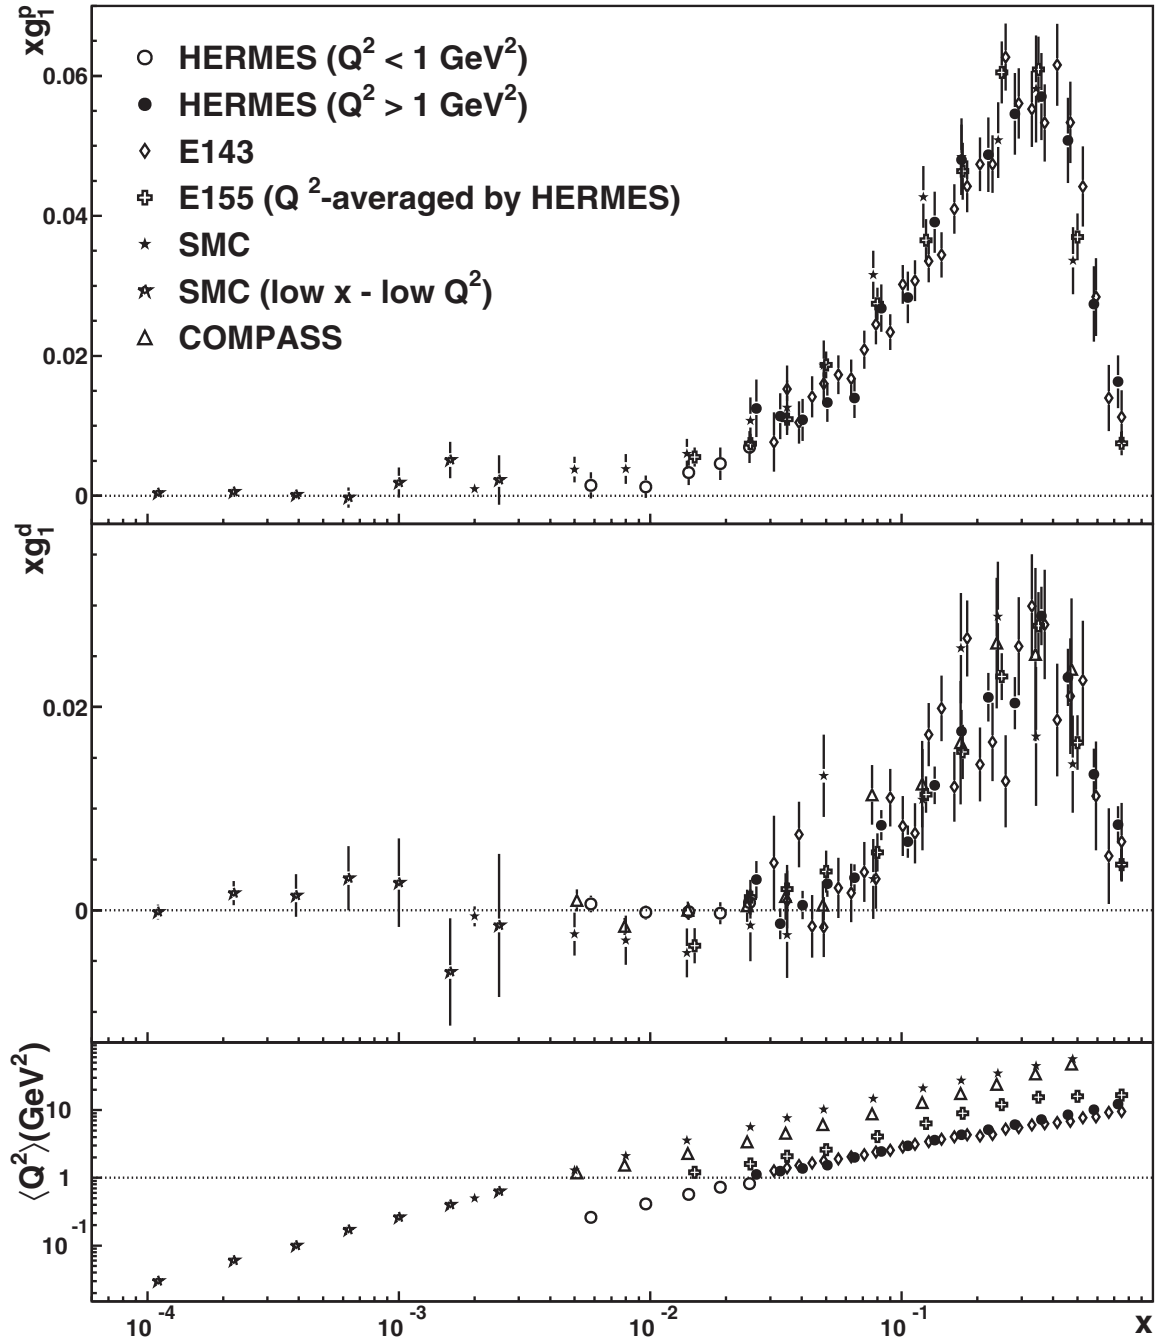 xg₁ᵖ
HERMES (Q² < 1 GeV²)
HERMES (Q² > 1 GeV²)
E143
E155 (Q ²-averaged by HERMES)
SMC
SMC (low x - low Q²)
COMPASS
0.06
0.04
0.02
0
xg₁ᵈ
0.02
0
⟨Q²⟩(GeV²)
10
1
10⁻¹
10⁻⁴
10⁻³
10⁻²
10⁻¹
x